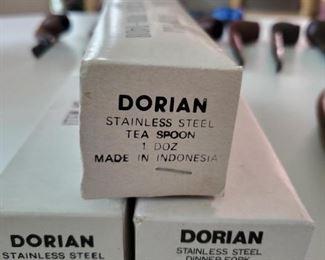 DORIAN
STAINLESS STEEL
TEA SPOON
1 DOZ
MADE IN INDONESIA
DORIAN
STAINLESS STEEL
DORIAN
STAINLESS STEEL
DINNER FORK